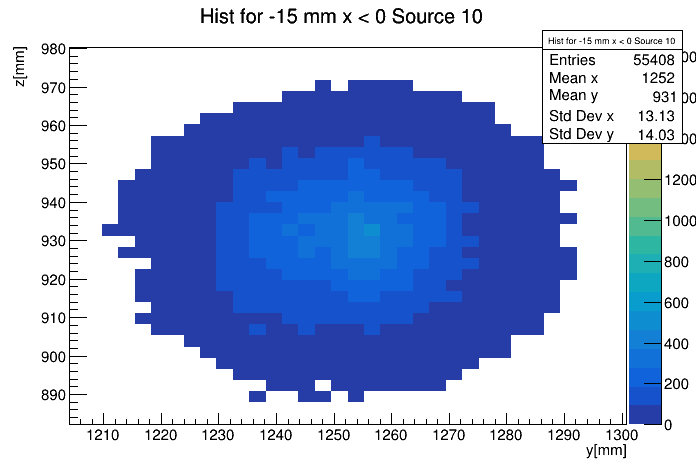 Hist for -15 mm x < 0 Source 10
z[mm]
980
970
960
950
940
930
920
910
900
890
1210 1220 1230 1240 1250 1260 1270 1280 1290 1300
y[mm]
Hist for -15 mm x < 0 Source 10
Entries 55408
Mean x 1252
Mean y 931
Std Dev x 13.13
Std Dev y 14.03
1200
1000
800
600
400
200
0